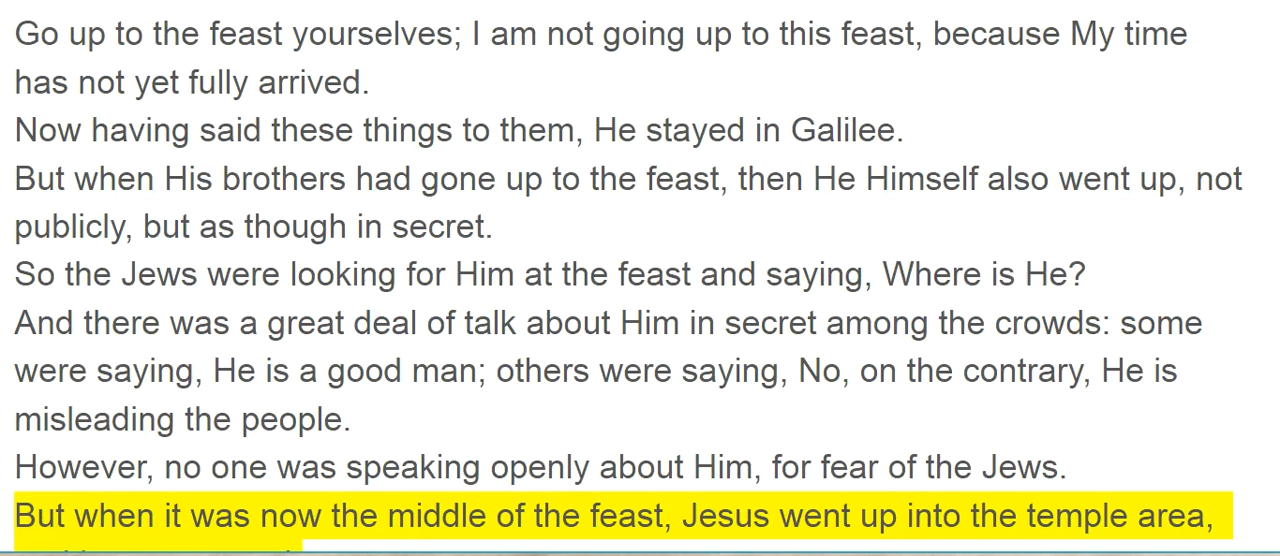 Go up to the feast yourselves; I am not going up to this feast, because My time
has not yet fully arrived.
Now having said these things to them, He stayed in Galilee.
But when His brothers had gone up to the feast, then He Himself also went up, not
publicly, but as though in secret.
So the Jews were looking for Him at the feast and saying, Where is He?
And there was a great deal of talk about Him in secret among the crowds: some
were saying, He is a good man; others were saying, No, on the contrary, He is
misleading the people.
However, no one was speaking openly about Him, for fear of the Jews.
But when it was now the middle of the feast, Jesus went up into the temple area,